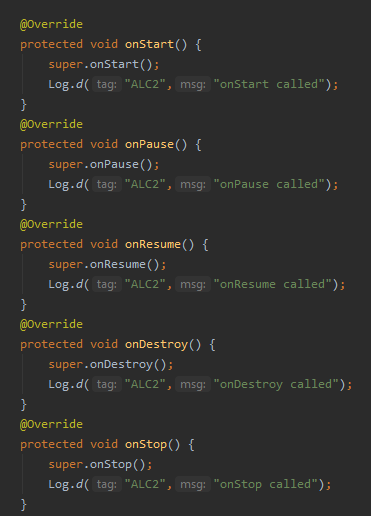 @Override
protected void onStart() {
super.onStart();
Log.d( tag: "ALC2", msg: "onStart called");
}
@Override
protected void onPause() {
super.onPause();
Log.d( tag: "ALC2", msg: "onPause called");
}
@Override
protected void onResume() {
super.onResume();
Log.d( tag: "ALC2", msg: "onResume called");
}
@Override
protected void onDestroy() {
super.onDestroy();
Log.d( tag: "ALC2", msg: "onDestroy called");
}
@Override
protected void onStop() {
super.onStop();
Log.d( tag: "ALC2", msg: "onStop called");
}